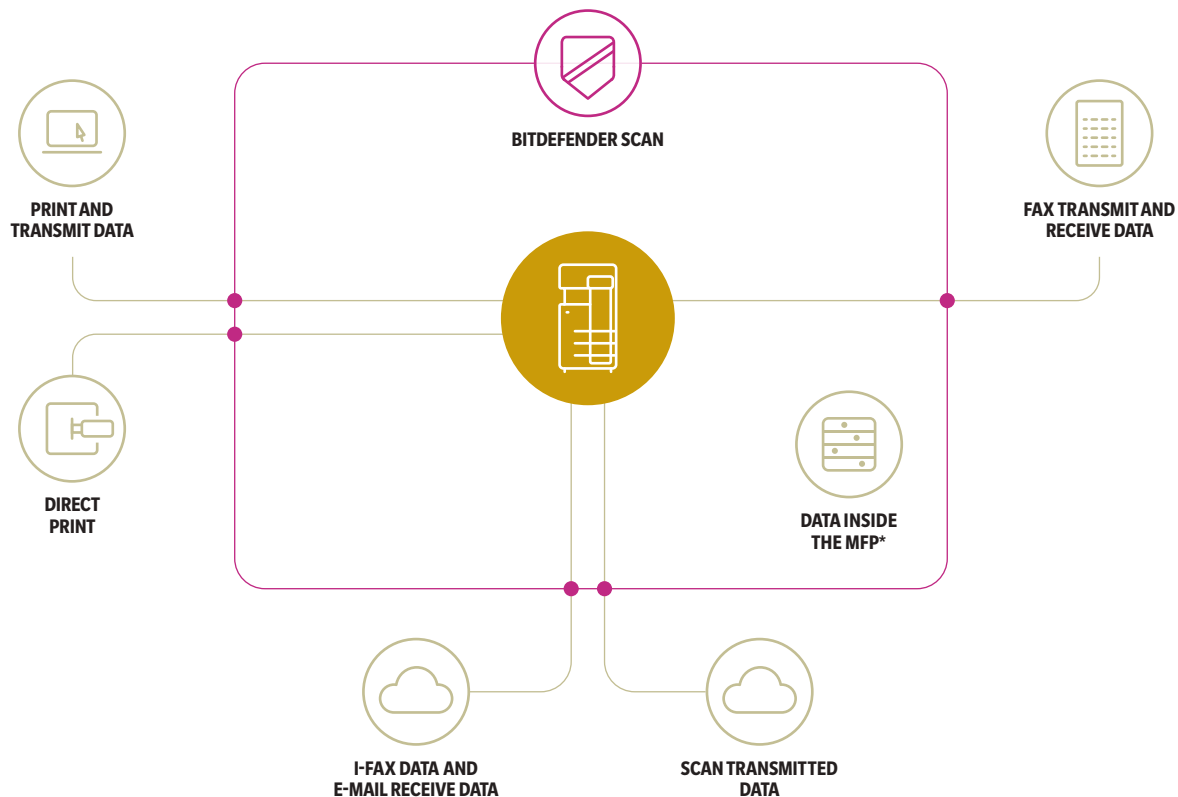 BITDEFENDER SCAN
PRINT AND
TRANSMIT DATA
FAX TRANSMIT AND
RECEIVE DATA
DIRECT
PRINT
DATA INSIDE
THE MFP*
I-FAX DATA AND
E-MAIL RECEIVE DATA
SCAN TRANSMITTED
DATA